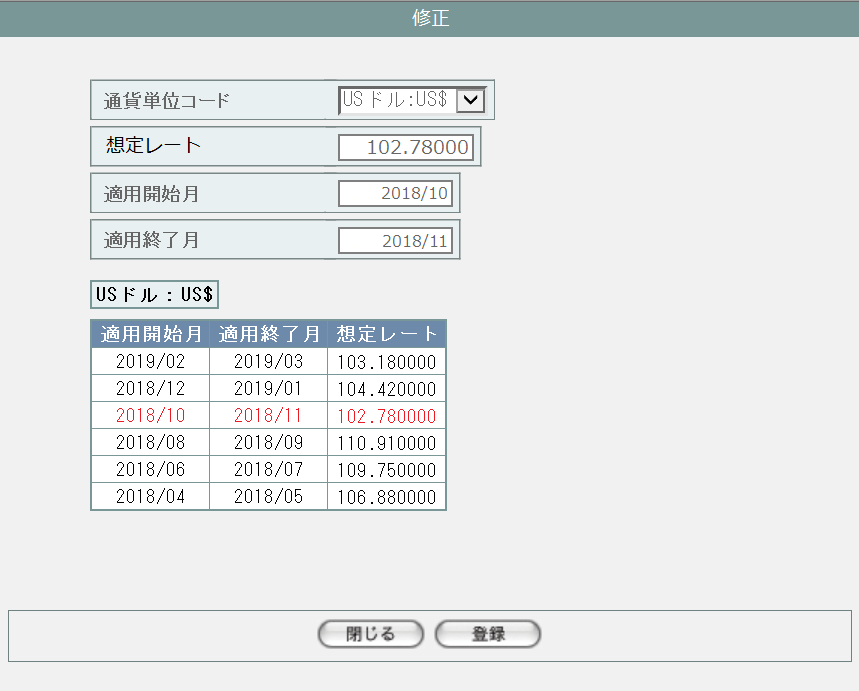 修正
通貨単位コード USドル:US$
想定レート 102.78000
適用開始月 2018/10
適用終了月 2018/11
USドル：US$
適用開始月 適用終了月 想定レート
2019/02 2019/03 103.180000
2018/12 2019/01 104.420000
2018/10 2018/11 102.780000
2018/08 2018/09 110.910000
2018/06 2018/07 109.750000
2018/04 2018/05 106.880000
閉じる 登録